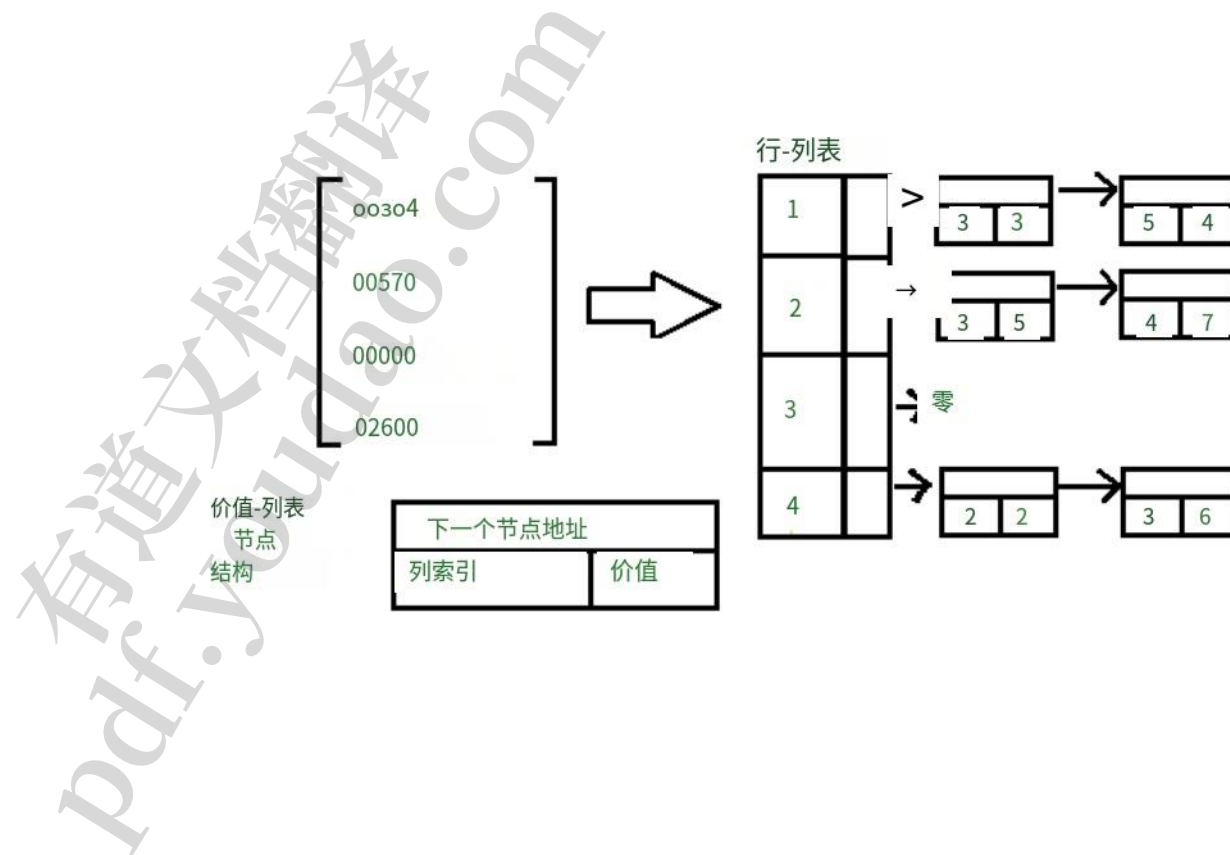 行-列表
оозо4
00570
00000
02600
1
2
3
4
> 3 3 5 4
→ 3 5 4 7
零
2 2 3 6
价值-列表
节点
结构
下一个节点地址
列索引 价值
有道文档翻译
pdf.youdao.com